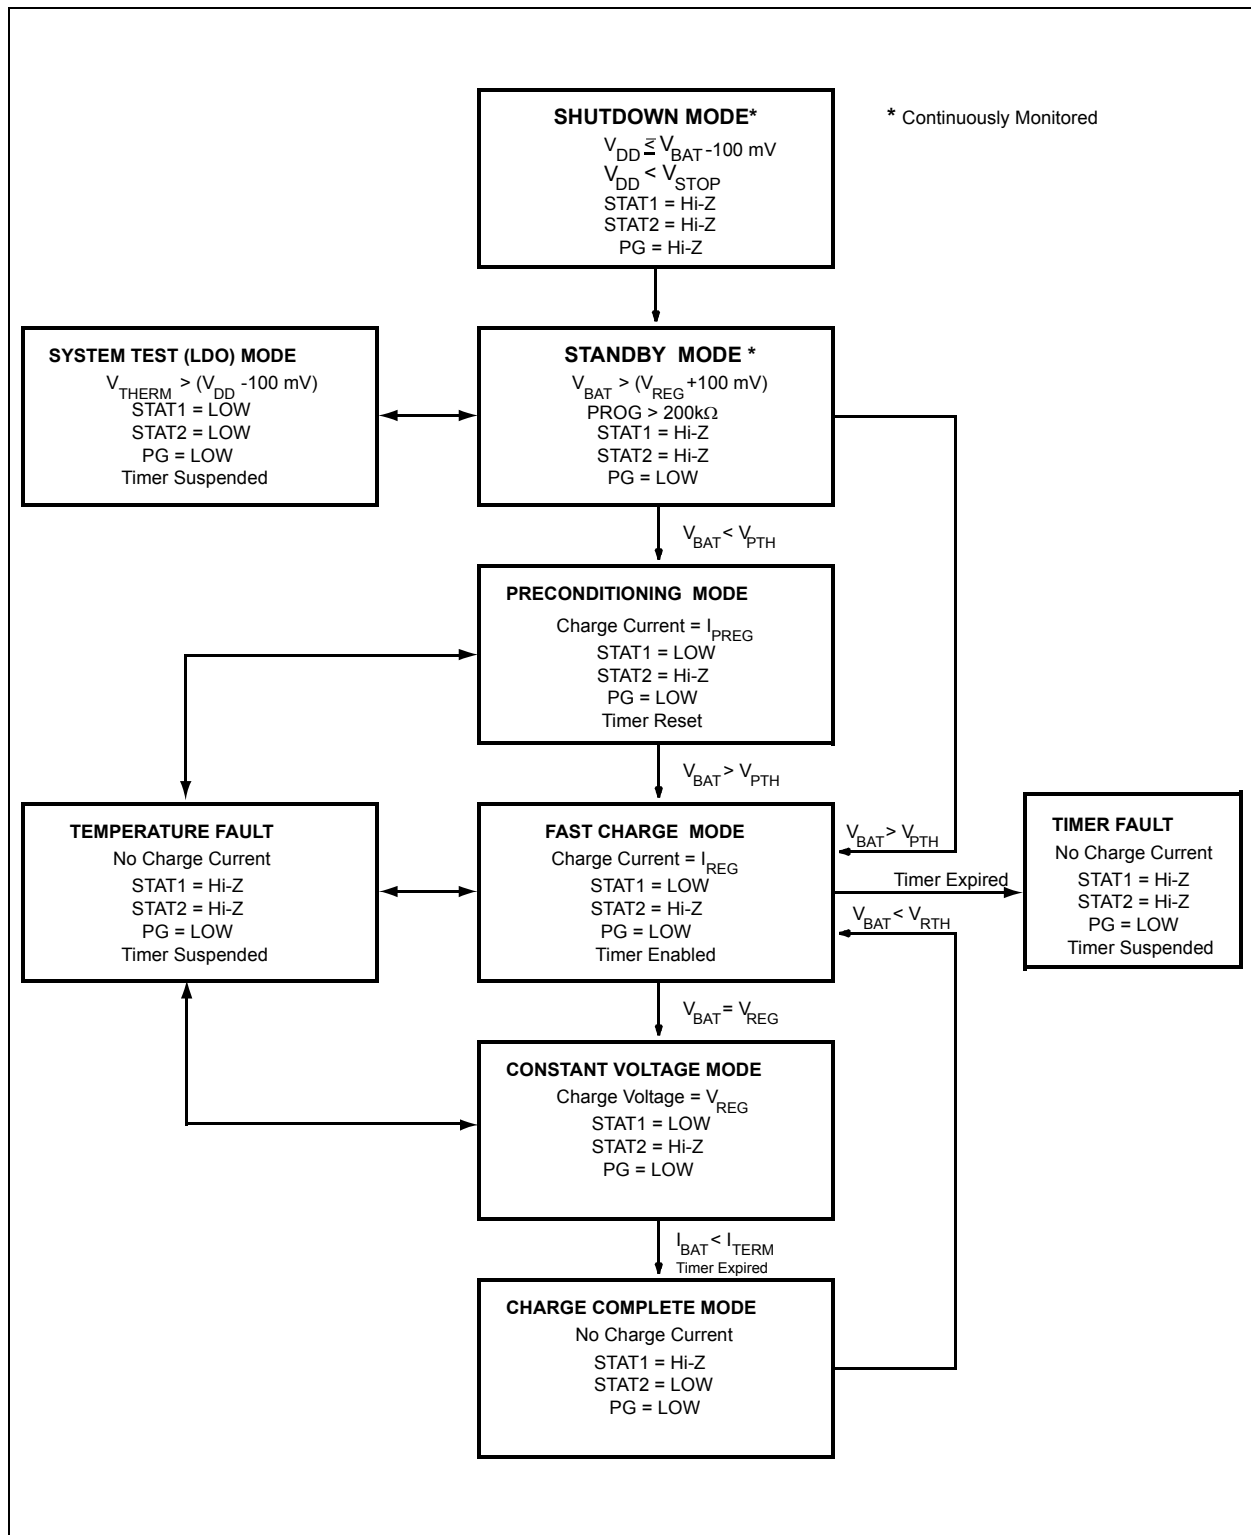 SHUTDOWN MODE*
VDD ≤ VBAT -100 mV
VDD < VSTOP
STAT1 = Hi-Z
STAT2 = Hi-Z
PG = Hi-Z
* Continuously Monitored
SYSTEM TEST (LDO) MODE
VTHERM > (VDD -100 mV)
STAT1 = LOW
STAT2 = LOW
PG = LOW
Timer Suspended
STANDBY MODE *
VBAT > (VREG +100 mV)
PROG > 200kΩ
STAT1 = Hi-Z
STAT2 = Hi-Z
PG = LOW
VBAT < VPTH
PRECONDITIONING MODE
Charge Current = IPREG
STAT1 = LOW
STAT2 = Hi-Z
PG = LOW
Timer Reset
VBAT > VPTH
TEMPERATURE FAULT
No Charge Current
STAT1 = Hi-Z
STAT2 = Hi-Z
PG = LOW
Timer Suspended
FAST CHARGE MODE
Charge Current = IREG
STAT1 = LOW
STAT2 = Hi-Z
PG = LOW
Timer Enabled
VBAT > VPTH
Timer Expired
VBAT < VRTH
TIMER FAULT
No Charge Current
STAT1 = Hi-Z
STAT2 = Hi-Z
PG = LOW
Timer Suspended
VBAT = VREG
CONSTANT VOLTAGE MODE
Charge Voltage = VREG
STAT1 = LOW
STAT2 = Hi-Z
PG = LOW
IBAT < ITERM
Timer Expired
CHARGE COMPLETE MODE
No Charge Current
STAT1 = Hi-Z
STAT2 = LOW
PG = LOW